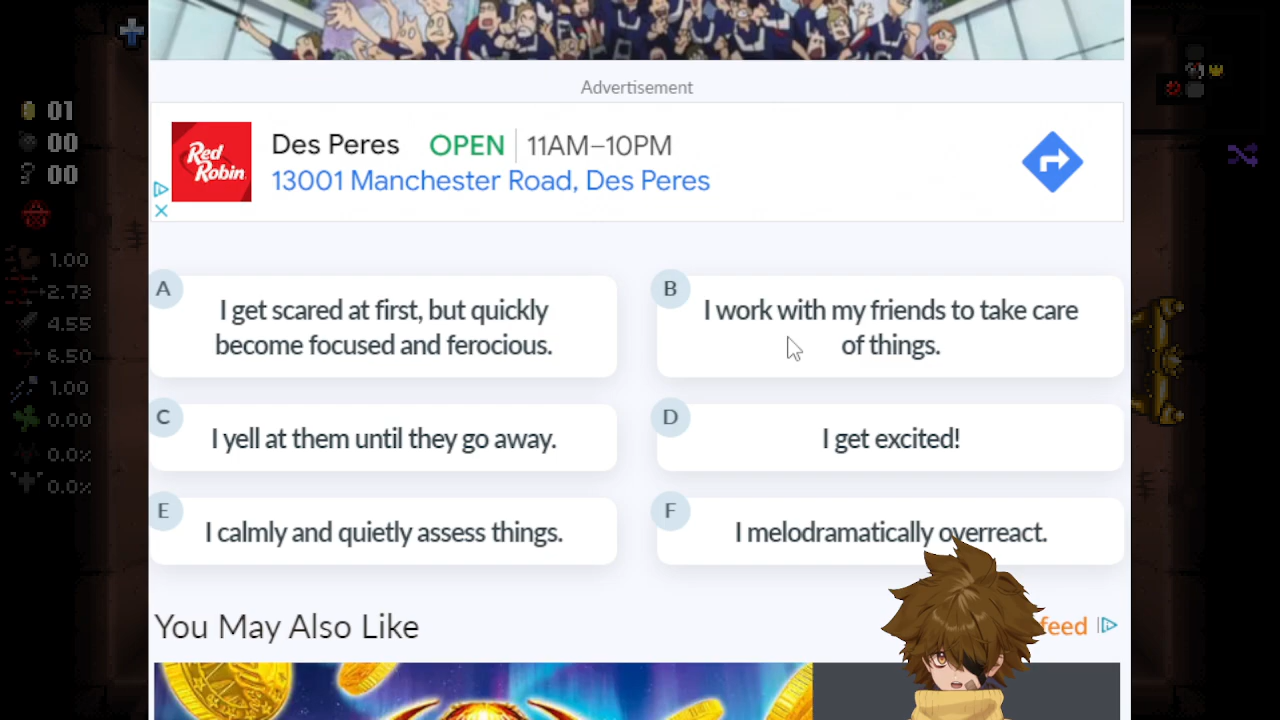 Advertisement
Red Robin
Des Peres OPEN 11AM–10PM
13001 Manchester Road, Des Peres
A
I get scared at first, but quickly
become focused and ferocious.
B
I work with my friends to take care
of things.
C
I yell at them until they go away.
D
I get excited!
E
I calmly and quietly assess things.
F
I melodramatically overreact.
You May Also Like
feed
01
00
00
1.00
+2.73
4.55
6.50
1.00
0.00
0.0%
0.0%